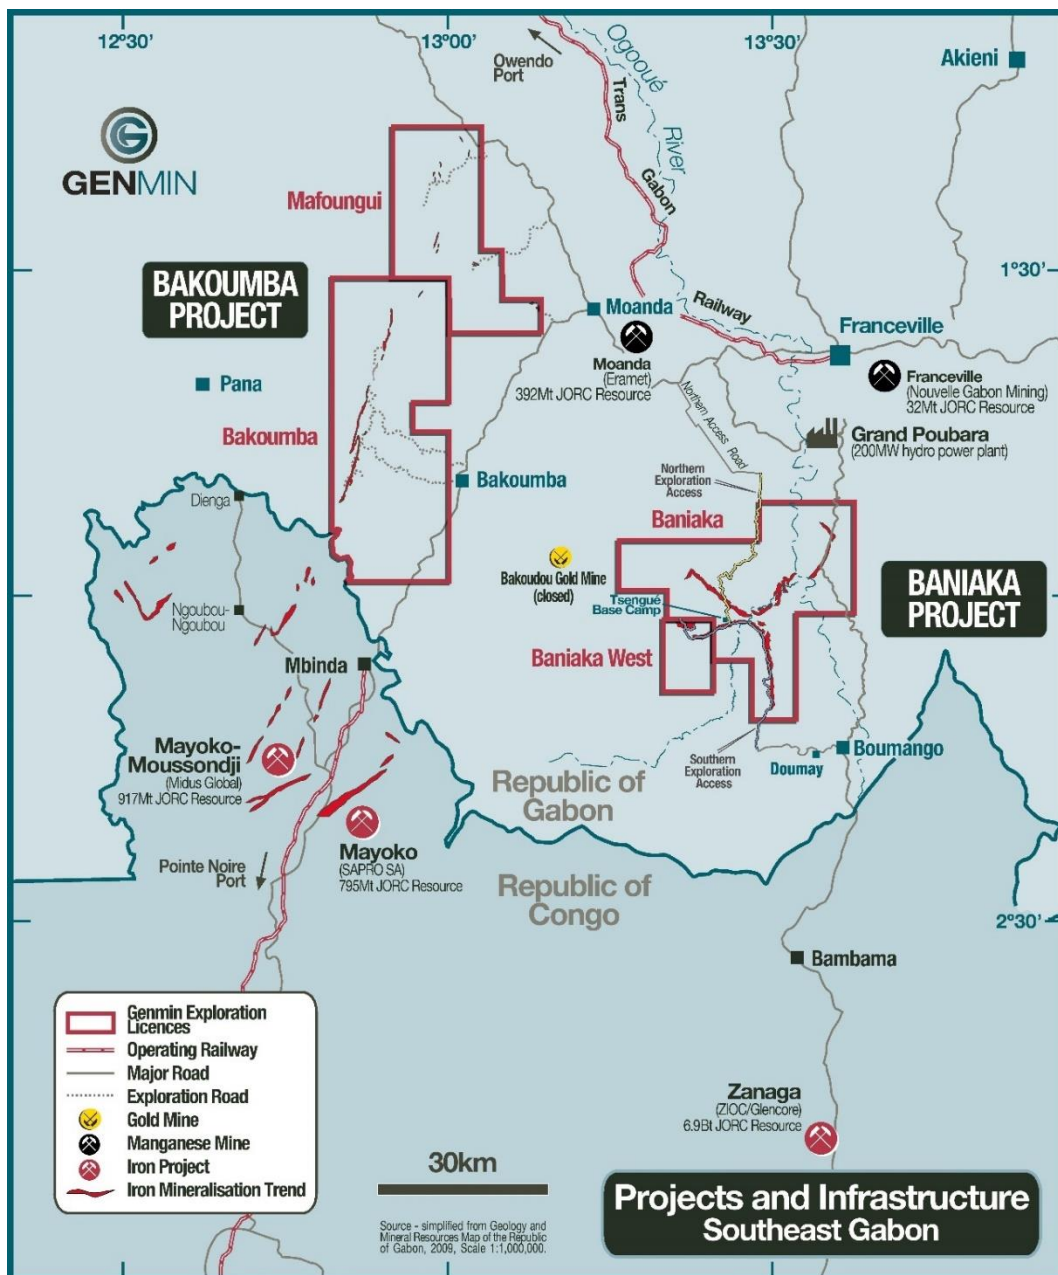 12°30'
13°00'
13°30'
Akieni
Owendo
Port
Ogooué
River
Trans
Gabon
Railway
GENMIN
Mafoungui
1°30'
BAKOUMBA
PROJECT
Moanda
Franceville
Moanda
(Eramet)
392Mt JORC Resource
Franceville
(Nouvelle Gabon Mining)
32Mt JORC Resource
Pana
Northern Access Road
Bakoumba
Grand Poubara
(200MW hydro power plant)
Bakoumba
Northern
Exploration
Access
Dienga
Baniaka
Bakoudou Gold Mine
(closed)
BANIAKA
PROJECT
Tsengué
Base Camp
Ngoubou-
Ngoubou
Baniaka West
Mbinda
Mayoko-
Moussondji
(Midus Global)
917Mt JORC Resource
Boumango
Doumay
Southern
Exploration
Access
Republic of
Gabon
Mayoko
(SAPRO SA)
795Mt JORC Resource
Pointe Noire
Port
Republic of
Congo
2°30'
Bambama
Genmin Exploration
Licences
Operating Railway
Major Road
Exploration Road
Gold Mine
Manganese Mine
Iron Project
Iron Mineralisation Trend
Zanaga
(ZIOC/Glencore)
6.9Bt JORC Resource
30km
Source - simplified from Geology and
Mineral Resources Map of the Republic
of Gabon, 2009, Scale 1:1,000,000.
Projects and Infrastructure
Southeast Gabon